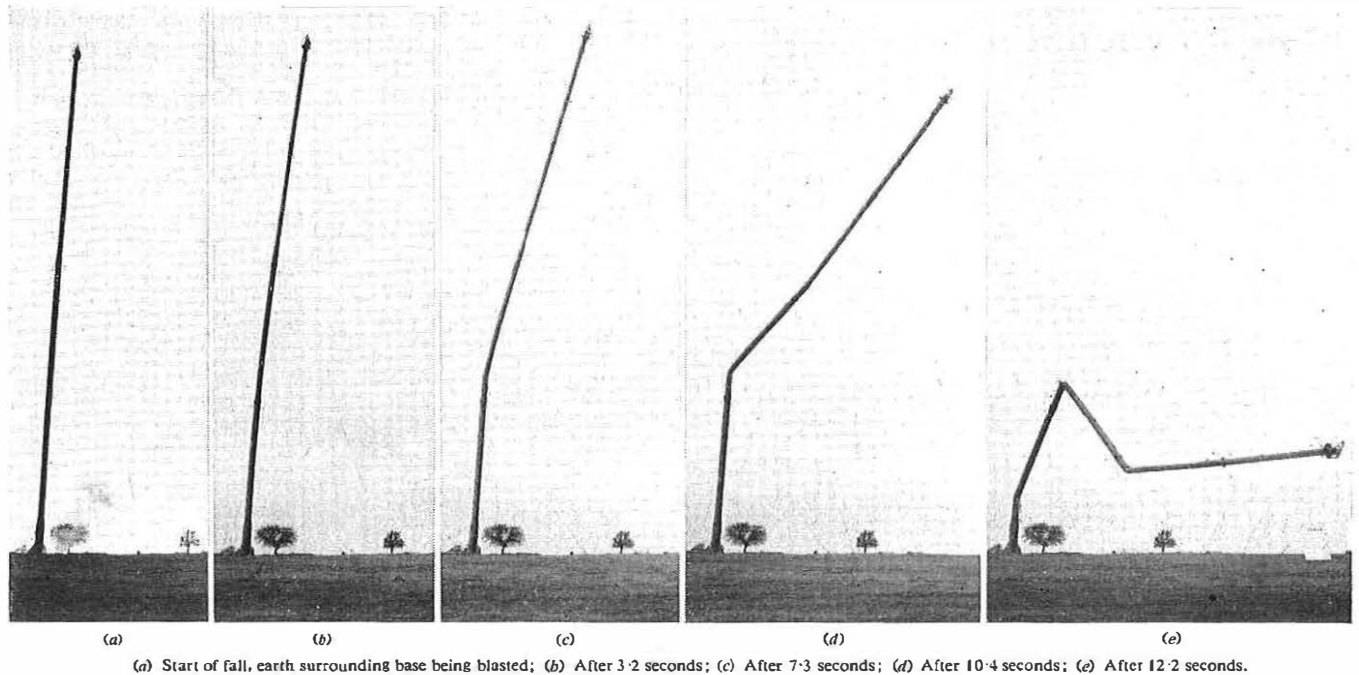 (a)
(b)
(c)
(d)
(e)
(a) Start of fall, earth surrounding base being blasted; (b) After 3·2 seconds; (c) After 7·3 seconds; (d) After 10·4 seconds; (e) After 12·2 seconds.